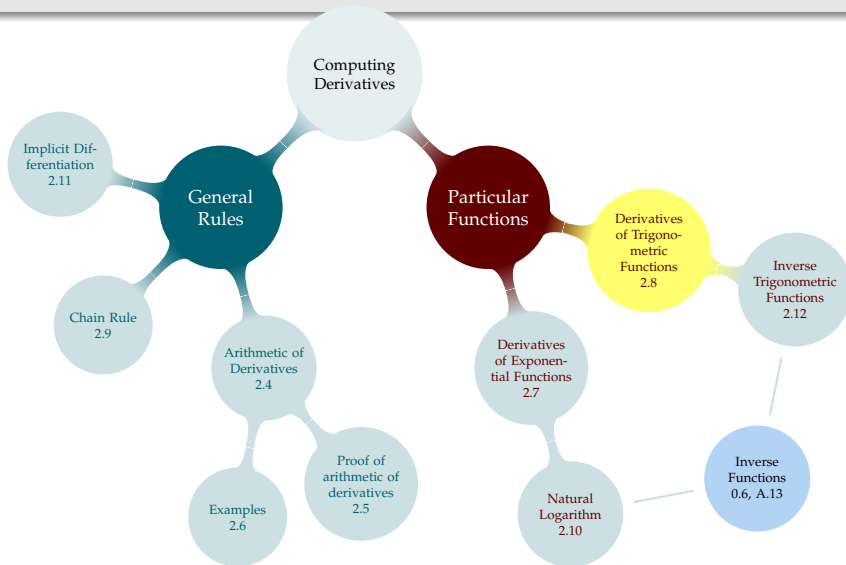 Computing
Derivatives
General
Rules
Implicit Dif-
ferentiation
2.11
Chain Rule
2.9
Arithmetic of
Derivatives
2.4
Examples
2.6
Proof of
arithmetic of
derivatives
2.5
Particular
Functions
Derivatives
of Trigono-
metric
Functions
2.8
Inverse
Trigonometric
Functions
2.12
Derivatives
of Exponen-
tial Functions
2.7
Natural
Logarithm
2.10
Inverse
Functions
0.6, A.13